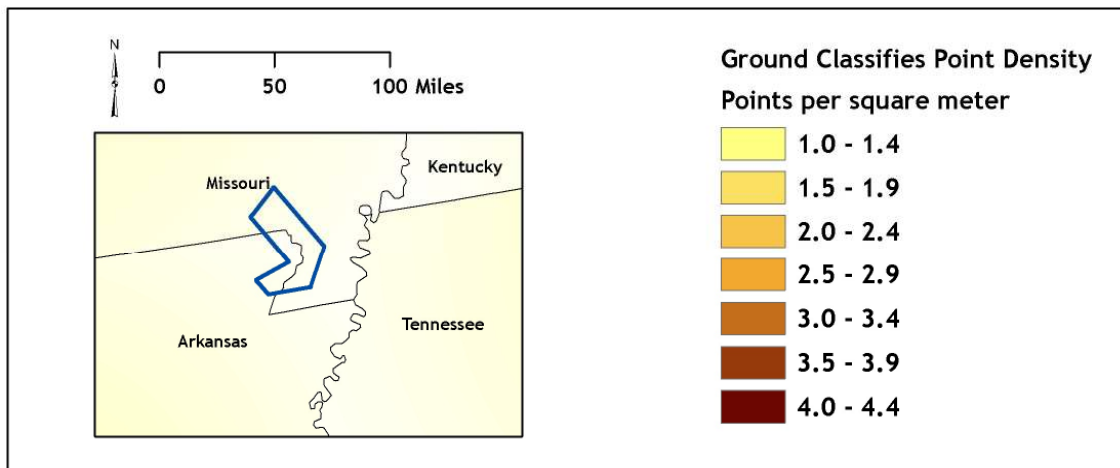 N
0 50 100 Miles
Missouri
Kentucky
Arkansas
Tennessee
Ground Classifies Point Density
Points per square meter
1.0 - 1.4
1.5 - 1.9
2.0 - 2.4
2.5 - 2.9
3.0 - 3.4
3.5 - 3.9
4.0 - 4.4